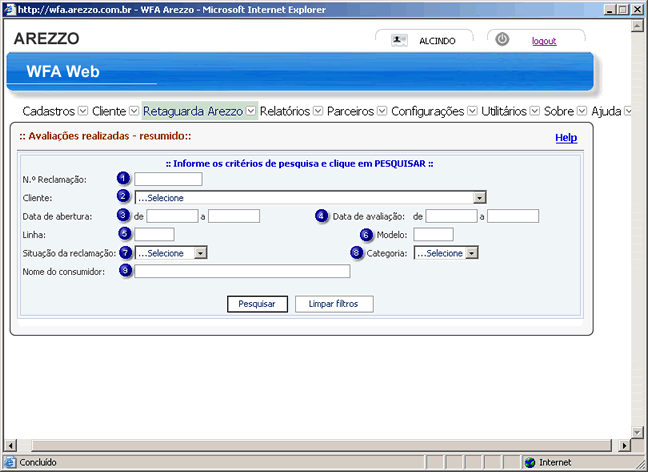 http://wfa.arezzo.com.br - WFA Arezzo - Microsoft Internet Explorer
AREZZO
ALCINDO
logout
WFA Web
Cadastros Cliente Retaguarda Arezzo Relatórios Parceiros Configurações Utilitários Sobre Ajuda
:: Avaliações realizadas - resumido::
Help
:: Informe os critérios de pesquisa e clique em PESQUISAR ::
N.º Reclamação: 1
Cliente: 2 ...Selecione
Data de abertura: 3 de a 4 Data de avaliação: de a
Linha: 5 6 Modelo:
Situação da reclamação: 7 ...Selecione 8 Categoria: ...Selecione
Nome do consumidor: 9
Pesquisar Limpar filtros
Concluído Internet